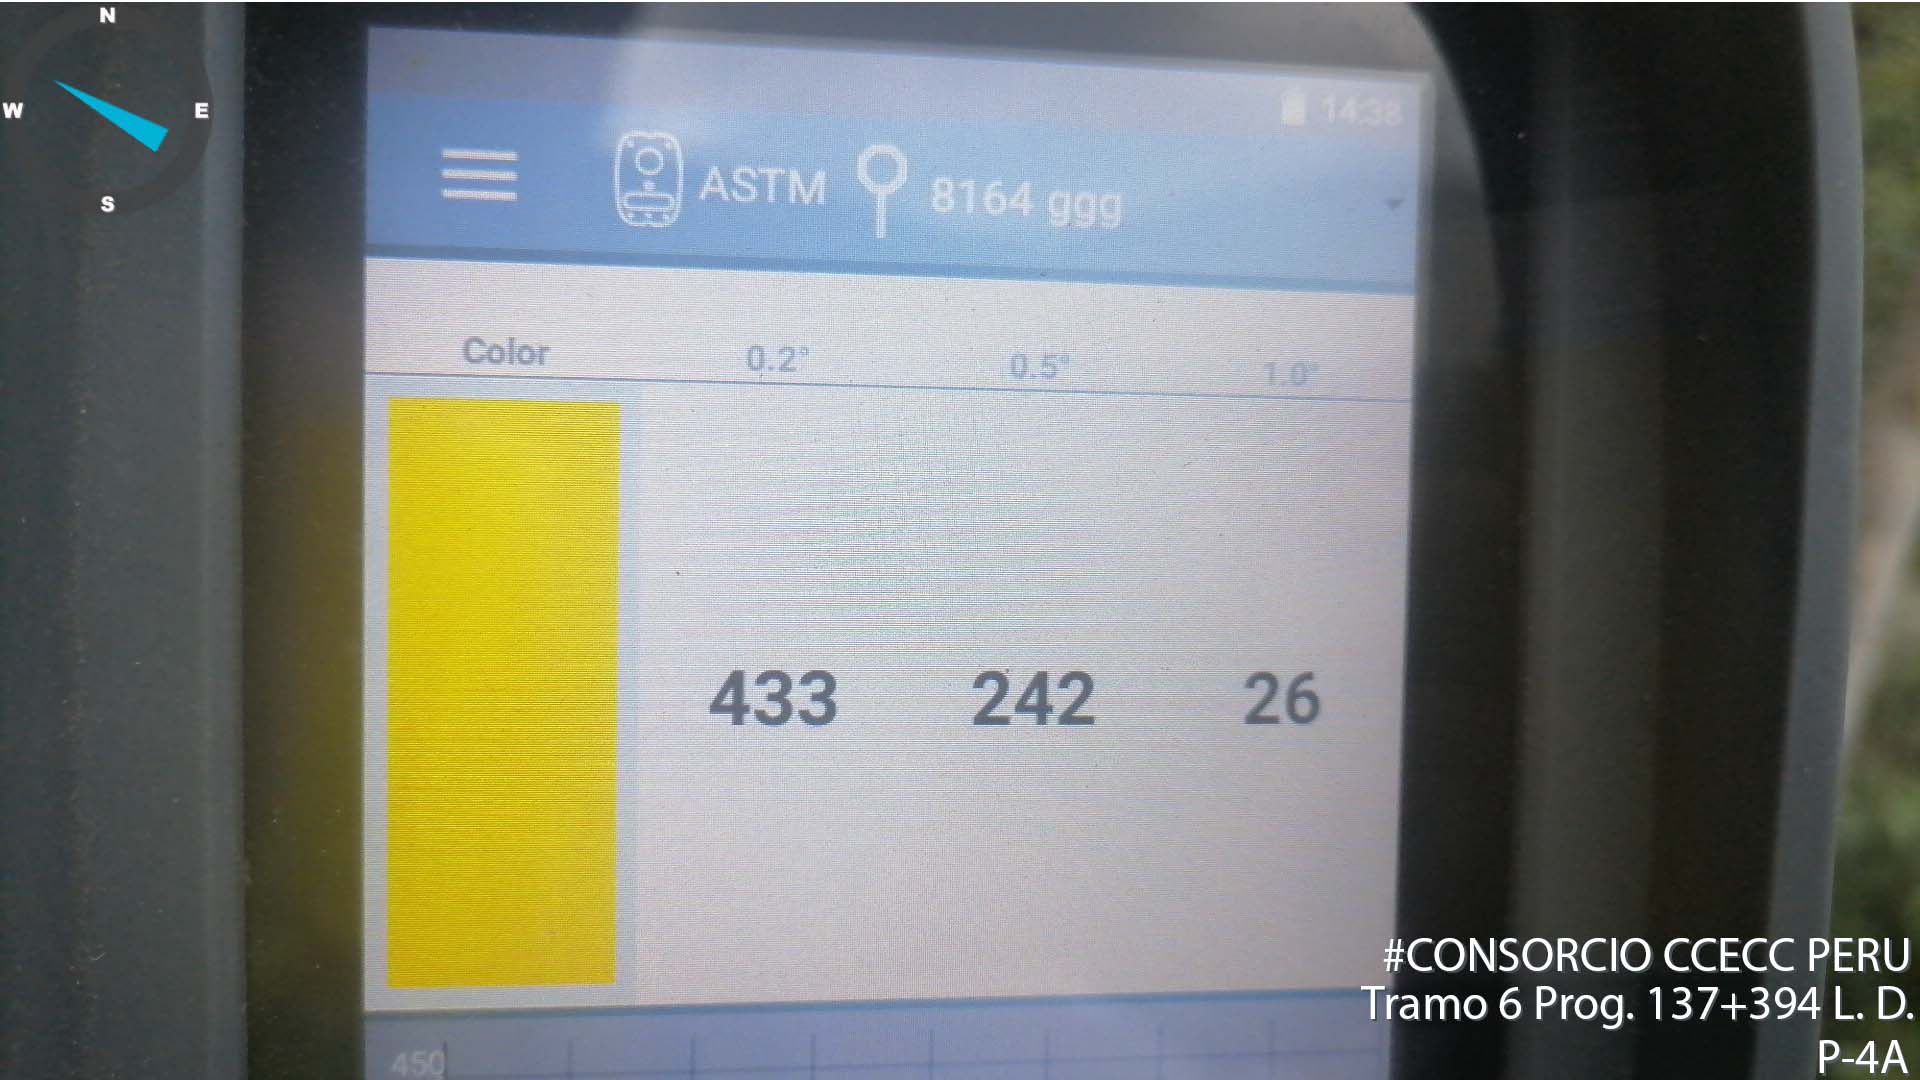 N
W E
S
14:38
ASTM 8164 ggg
Color 0.2° 0.5° 1.0°
433 242 26
450
#CONSORCIO CCECC PERU
Tramo 6 Prog. 137+394 L. D.
P-4A